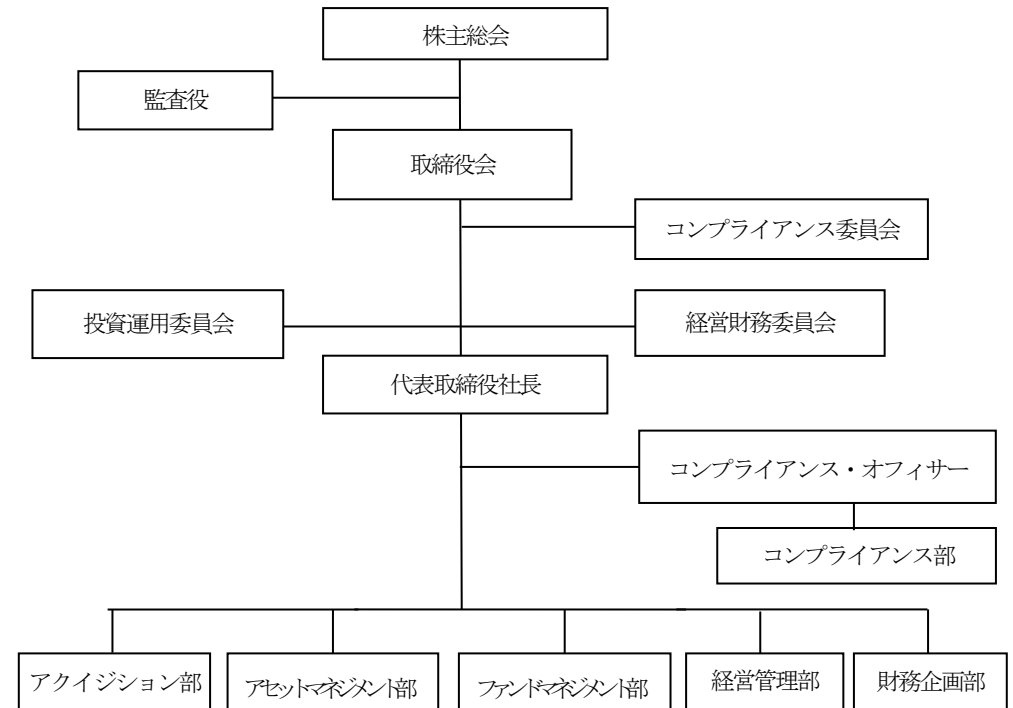 株主総会
監査役
取締役会
コンプライアンス委員会
投資運用委員会
経営財務委員会
代表取締役社長
コンプライアンス・オフィサー
コンプライアンス部
アクイジション部
アセットマネジメント部
ファンドマネジメント部
経営管理部
財務企画部